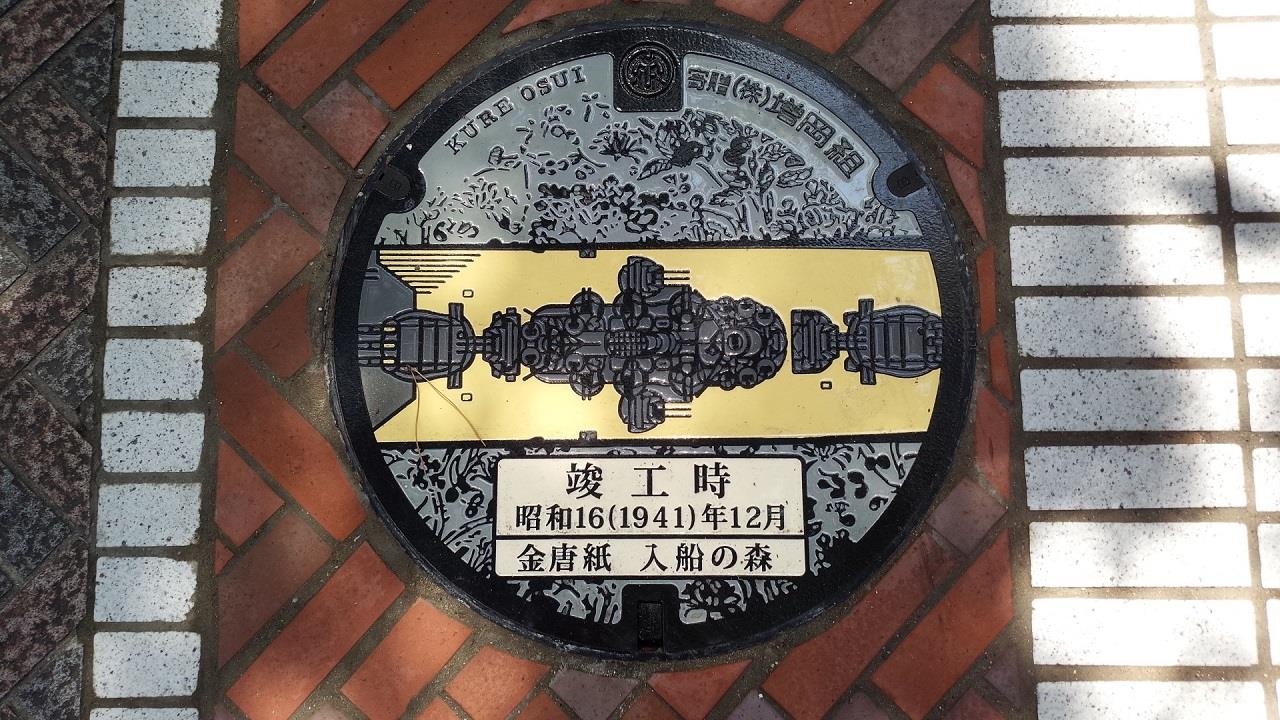 KURE OSUI
寄贈(株)増岡組
竣工時
昭和16(1941)年12月
金唐紙 入船の森